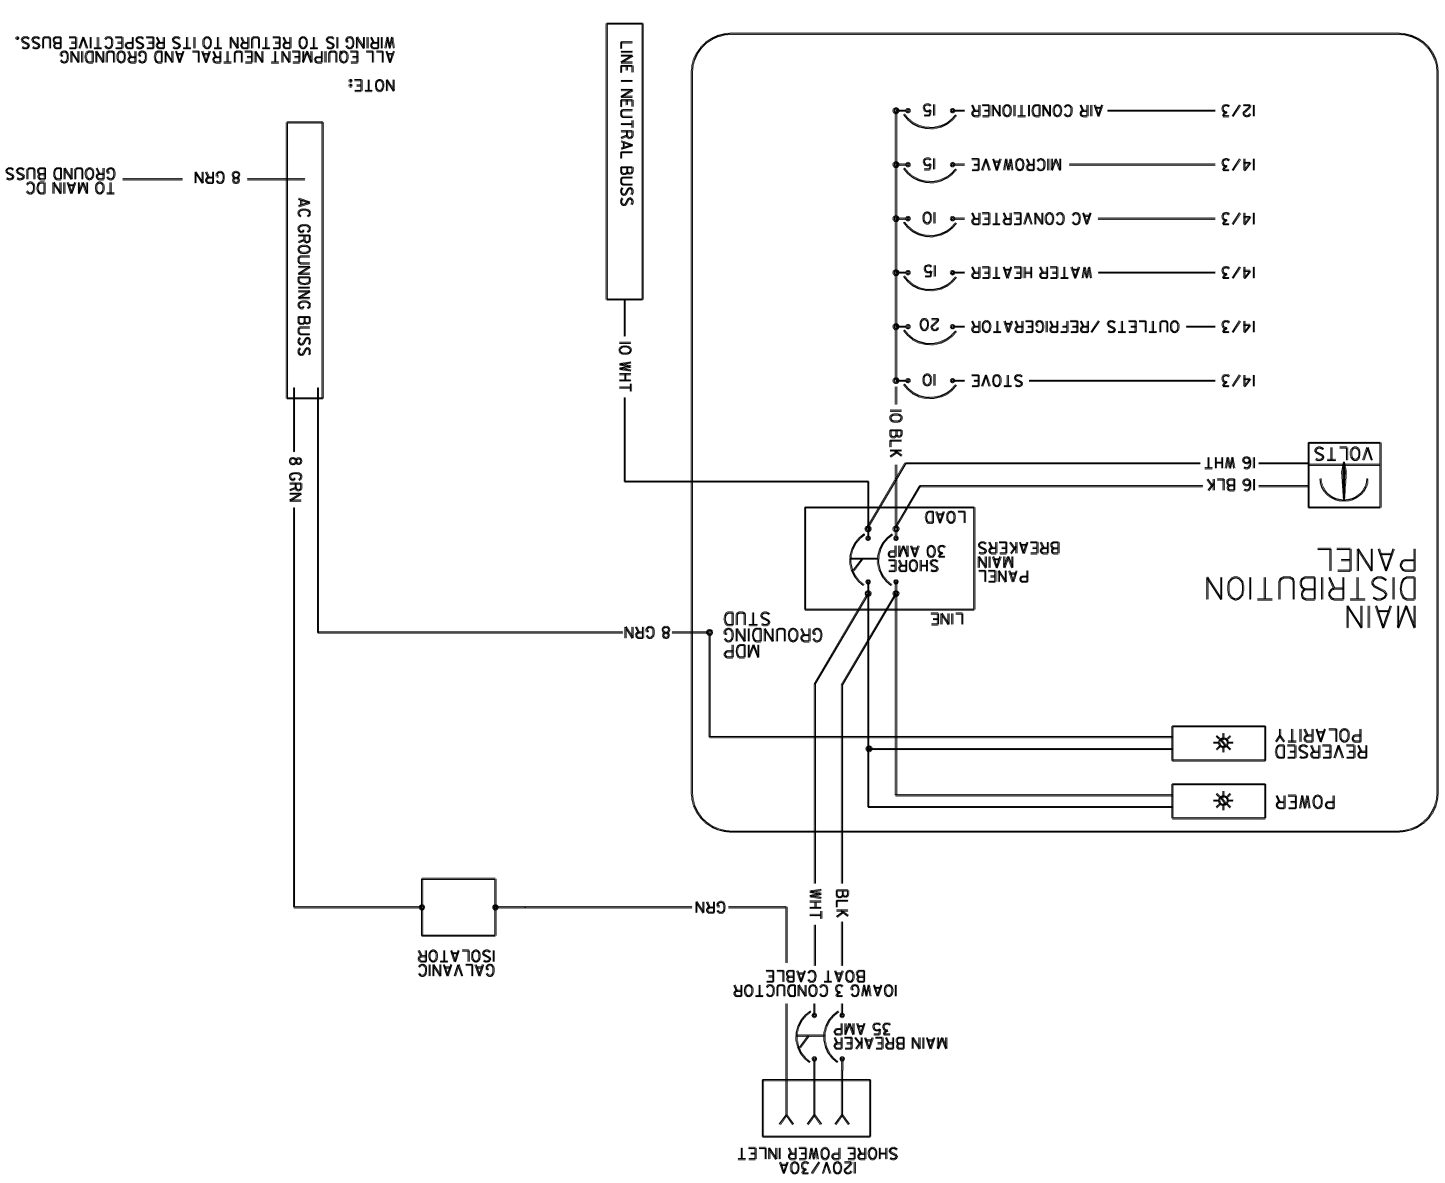 120V/30A
SHORE POWER INLET
MAIN BREAKER
35 AMP
10AWG 3 CONDUCTOR
BOAT CABLE
GRN
WHT
BLK
GALVANIC
ISOLATOR
POWER
REVERSED
POLARITY
MAIN
DISTRIBUTION
PANEL
MDP
GROUNDING
STUD
8 GRN
LINE
PANEL
MAIN
BREAKERS
SHORE
30 AMP
LOAD
16 BLK
16 WHT
VOLTS
8 GRN
10 BLK
10 WHT
14/3 STOVE 10
14/3 OUTLETS /REFRIGERATOR 20
14/3 WATER HEATER 15
14/3 AC CONVERTER 10
14/3 MICROWAVE 15
12/3 AIR CONDITIONER 15
LINE 1 NEUTRAL BUSS
AC GROUNDING BUSS
8 GRN
TO MAIN DC
GROUND BUSS
NOTE:
ALL EQUIPMENT NEUTRAL AND GROUNDING
WIRING IS TO RETURN TO ITS RESPECTIVE BUSS.